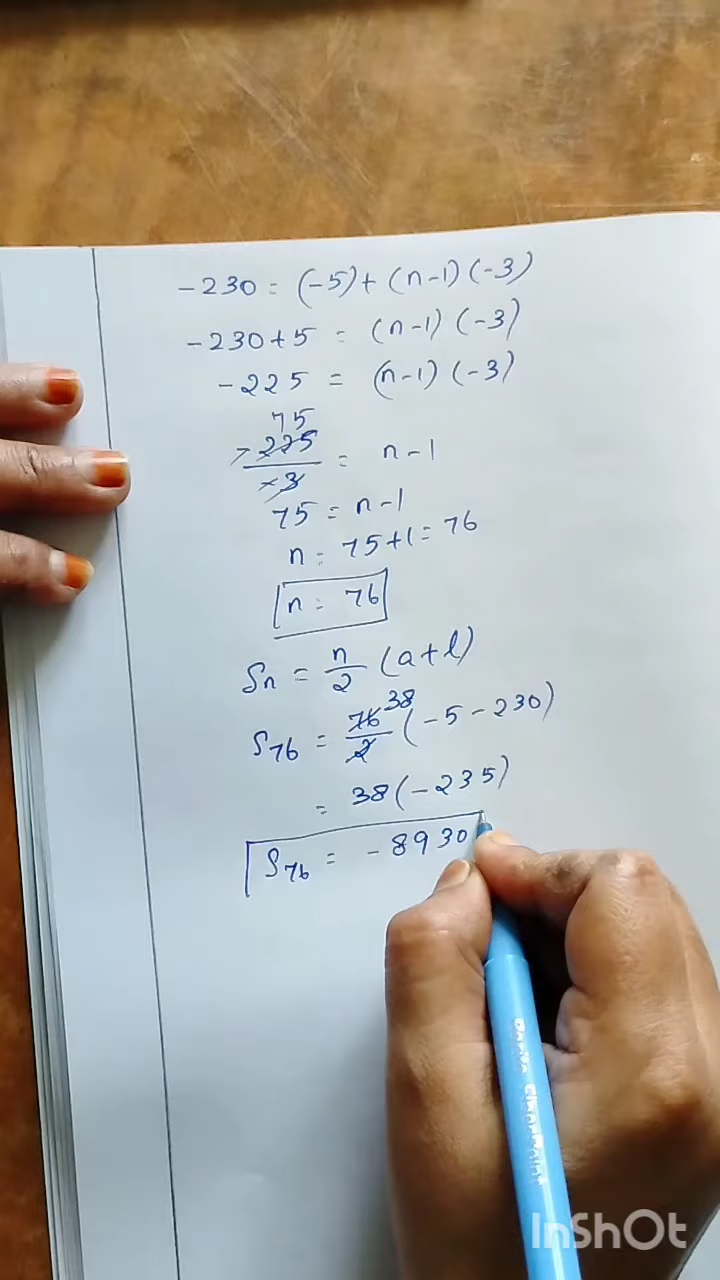 -230 = (-5) + (n-1) (-3)
-230+5 = (n-1) (-3)
-225 = (n-1) (-3)
75
-225/-3 = n-1
75 = n-1
n = 75+1 = 76
n = 76
Sn = n/2 (a+l)
S76 = 76/2 38 (-5-230)
= 38 (-235)
S76 = -8930
InShOt